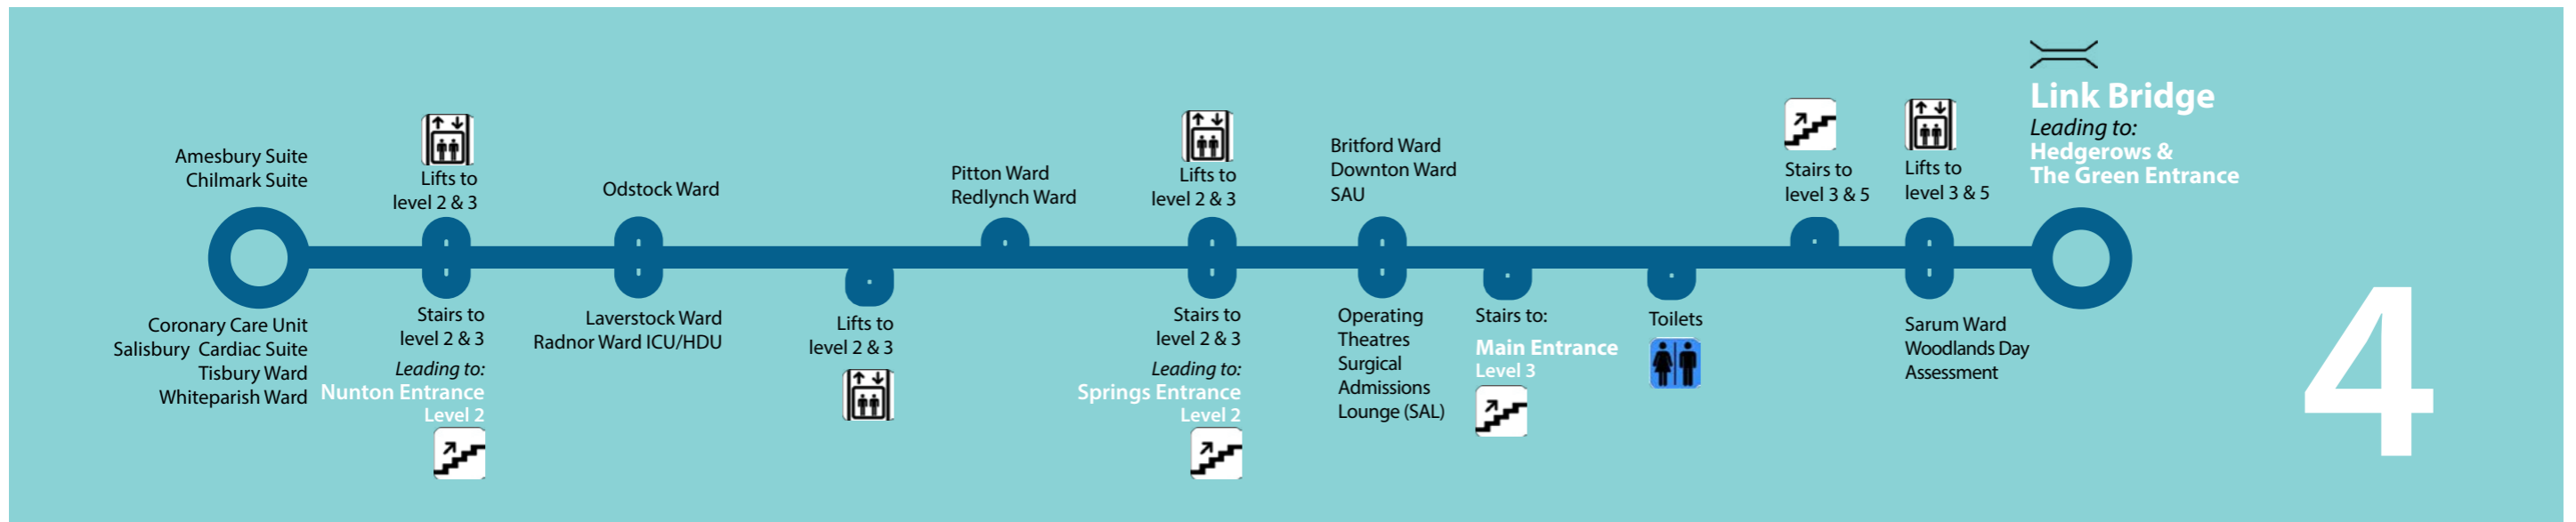 Amesbury Suite
Chilmark Suite
Coronary Care Unit
Salisbury Cardiac Suite
Tisbury Ward
Whiteparish Ward
Lifts to
level 2 & 3
Stairs to
level 2 & 3
Leading to:
Nunton Entrance
Level 2
Odstock Ward
Laverstock Ward
Radnor Ward ICU/HDU
Lifts to
level 2 & 3
Pitton Ward
Redlynch Ward
Lifts to
level 2 & 3
Stairs to
level 2 & 3
Leading to:
Springs Entrance
Level 2
Britford Ward
Downton Ward
SAU
Operating
Theatres
Surgical
Admissions
Lounge (SAL)
Stairs to:
Main Entrance
Level 3
Toilets
Stairs to
level 3 & 5
Lifts to
level 3 & 5
Sarum Ward
Woodlands Day
Assessment
Link Bridge
Leading to:
Hedgerows &
The Green Entrance
4